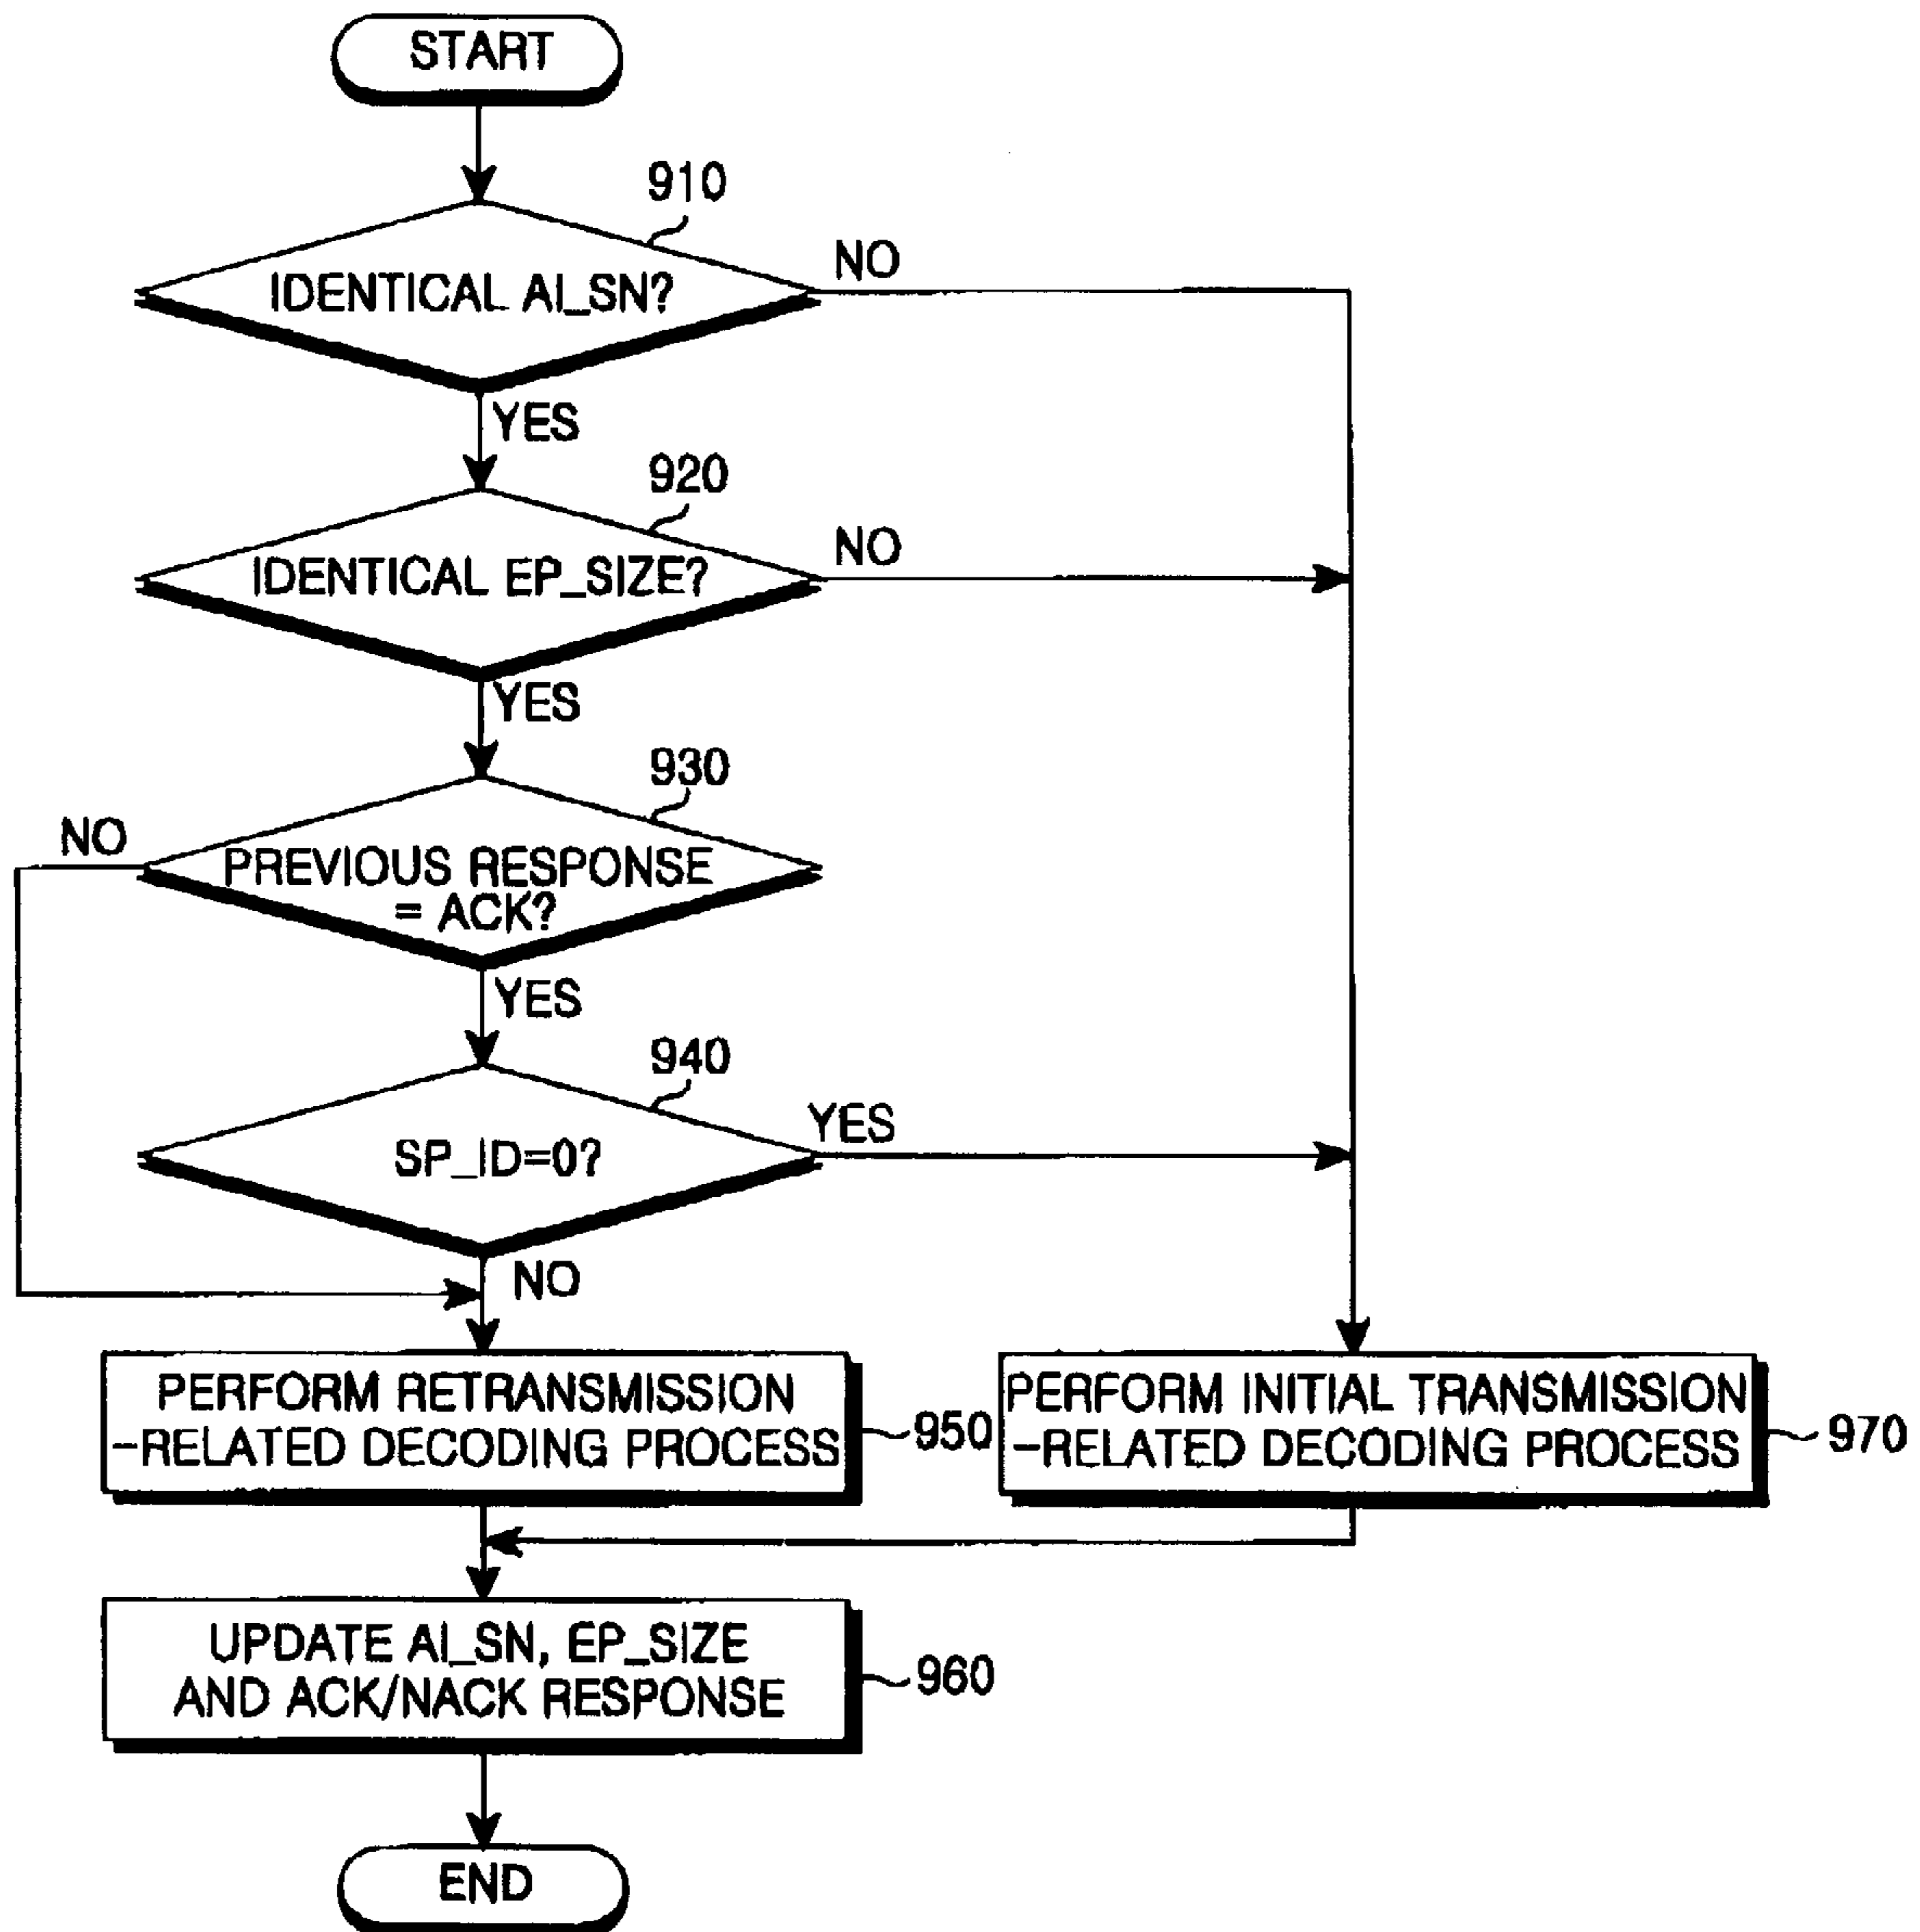 START
910
IDENTICAL AI_SN?
NO
YES
920
IDENTICAL EP_SIZE?
NO
YES
930
NO
PREVIOUS RESPONSE
= ACK?
YES
940
SP_ID=0?
YES
NO
PERFORM RETRANSMISSION
-RELATED DECODING PROCESS
950
PERFORM INITIAL TRANSMISSION
-RELATED DECODING PROCESS
970
UPDATE AI_SN, EP_SIZE
AND ACK/NACK RESPONSE
960
END